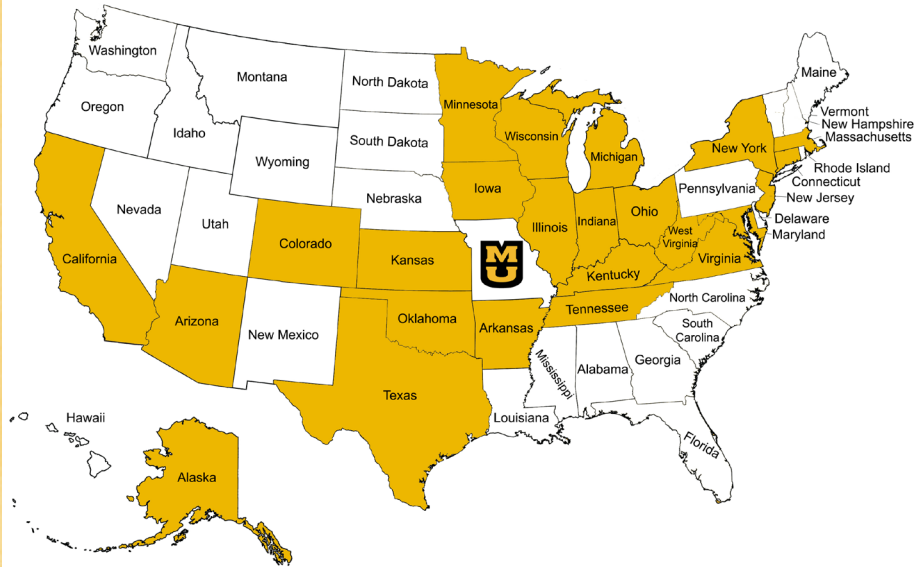 Washington
Montana
North Dakota
Minnesota
Maine
Oregon
Idaho
South Dakota
Wisconsin
Michigan
New York
Vermont
New Hampshire
Massachusetts
Wyoming
Rhode Island
Connecticut
New Jersey
Nebraska
Iowa
Pennsylvania
Nevada
Utah
Illinois
Indiana
Ohio
Delaware
Maryland
Colorado
Kansas
MU
West
Virginia
Virginia
California
Kentucky
North Carolina
Arizona
New Mexico
Oklahoma
Arkansas
Tennessee
South
Carolina
Mississippi
Alabama
Georgia
Texas
Louisiana
Florida
Hawaii
Alaska